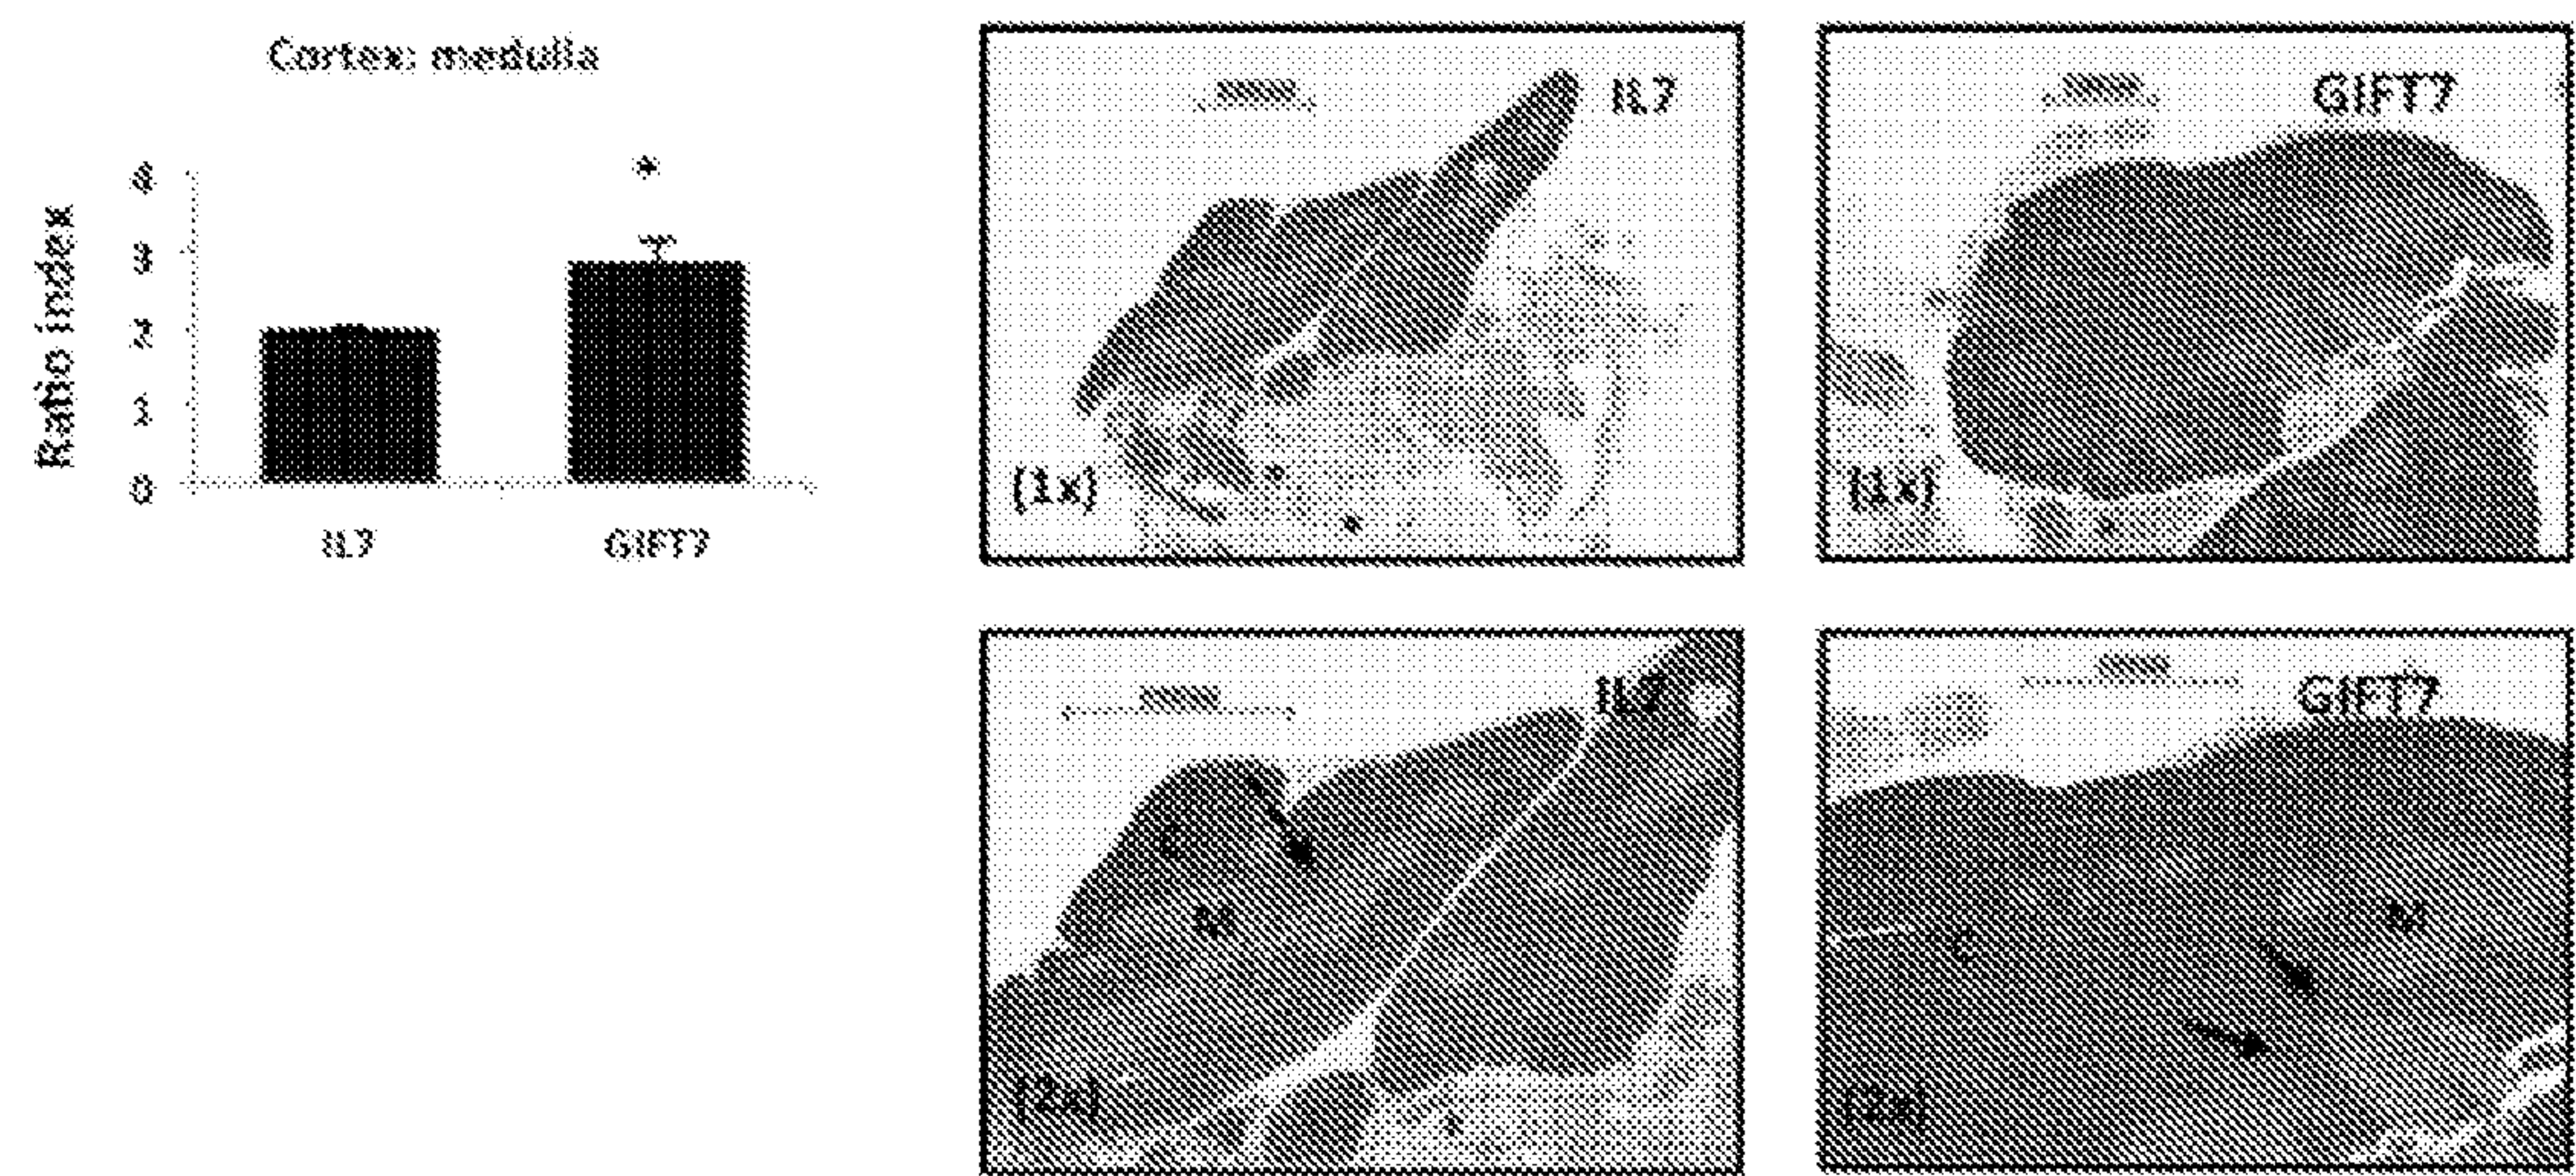 Cortex: medulla
Ratio index
4
3
2
1
0
*
IL7
GIFT7
IL7
(1x)
GIFT7
(1x)
IL7
C
M
(2x)
GIFT7
C
M
(2x)